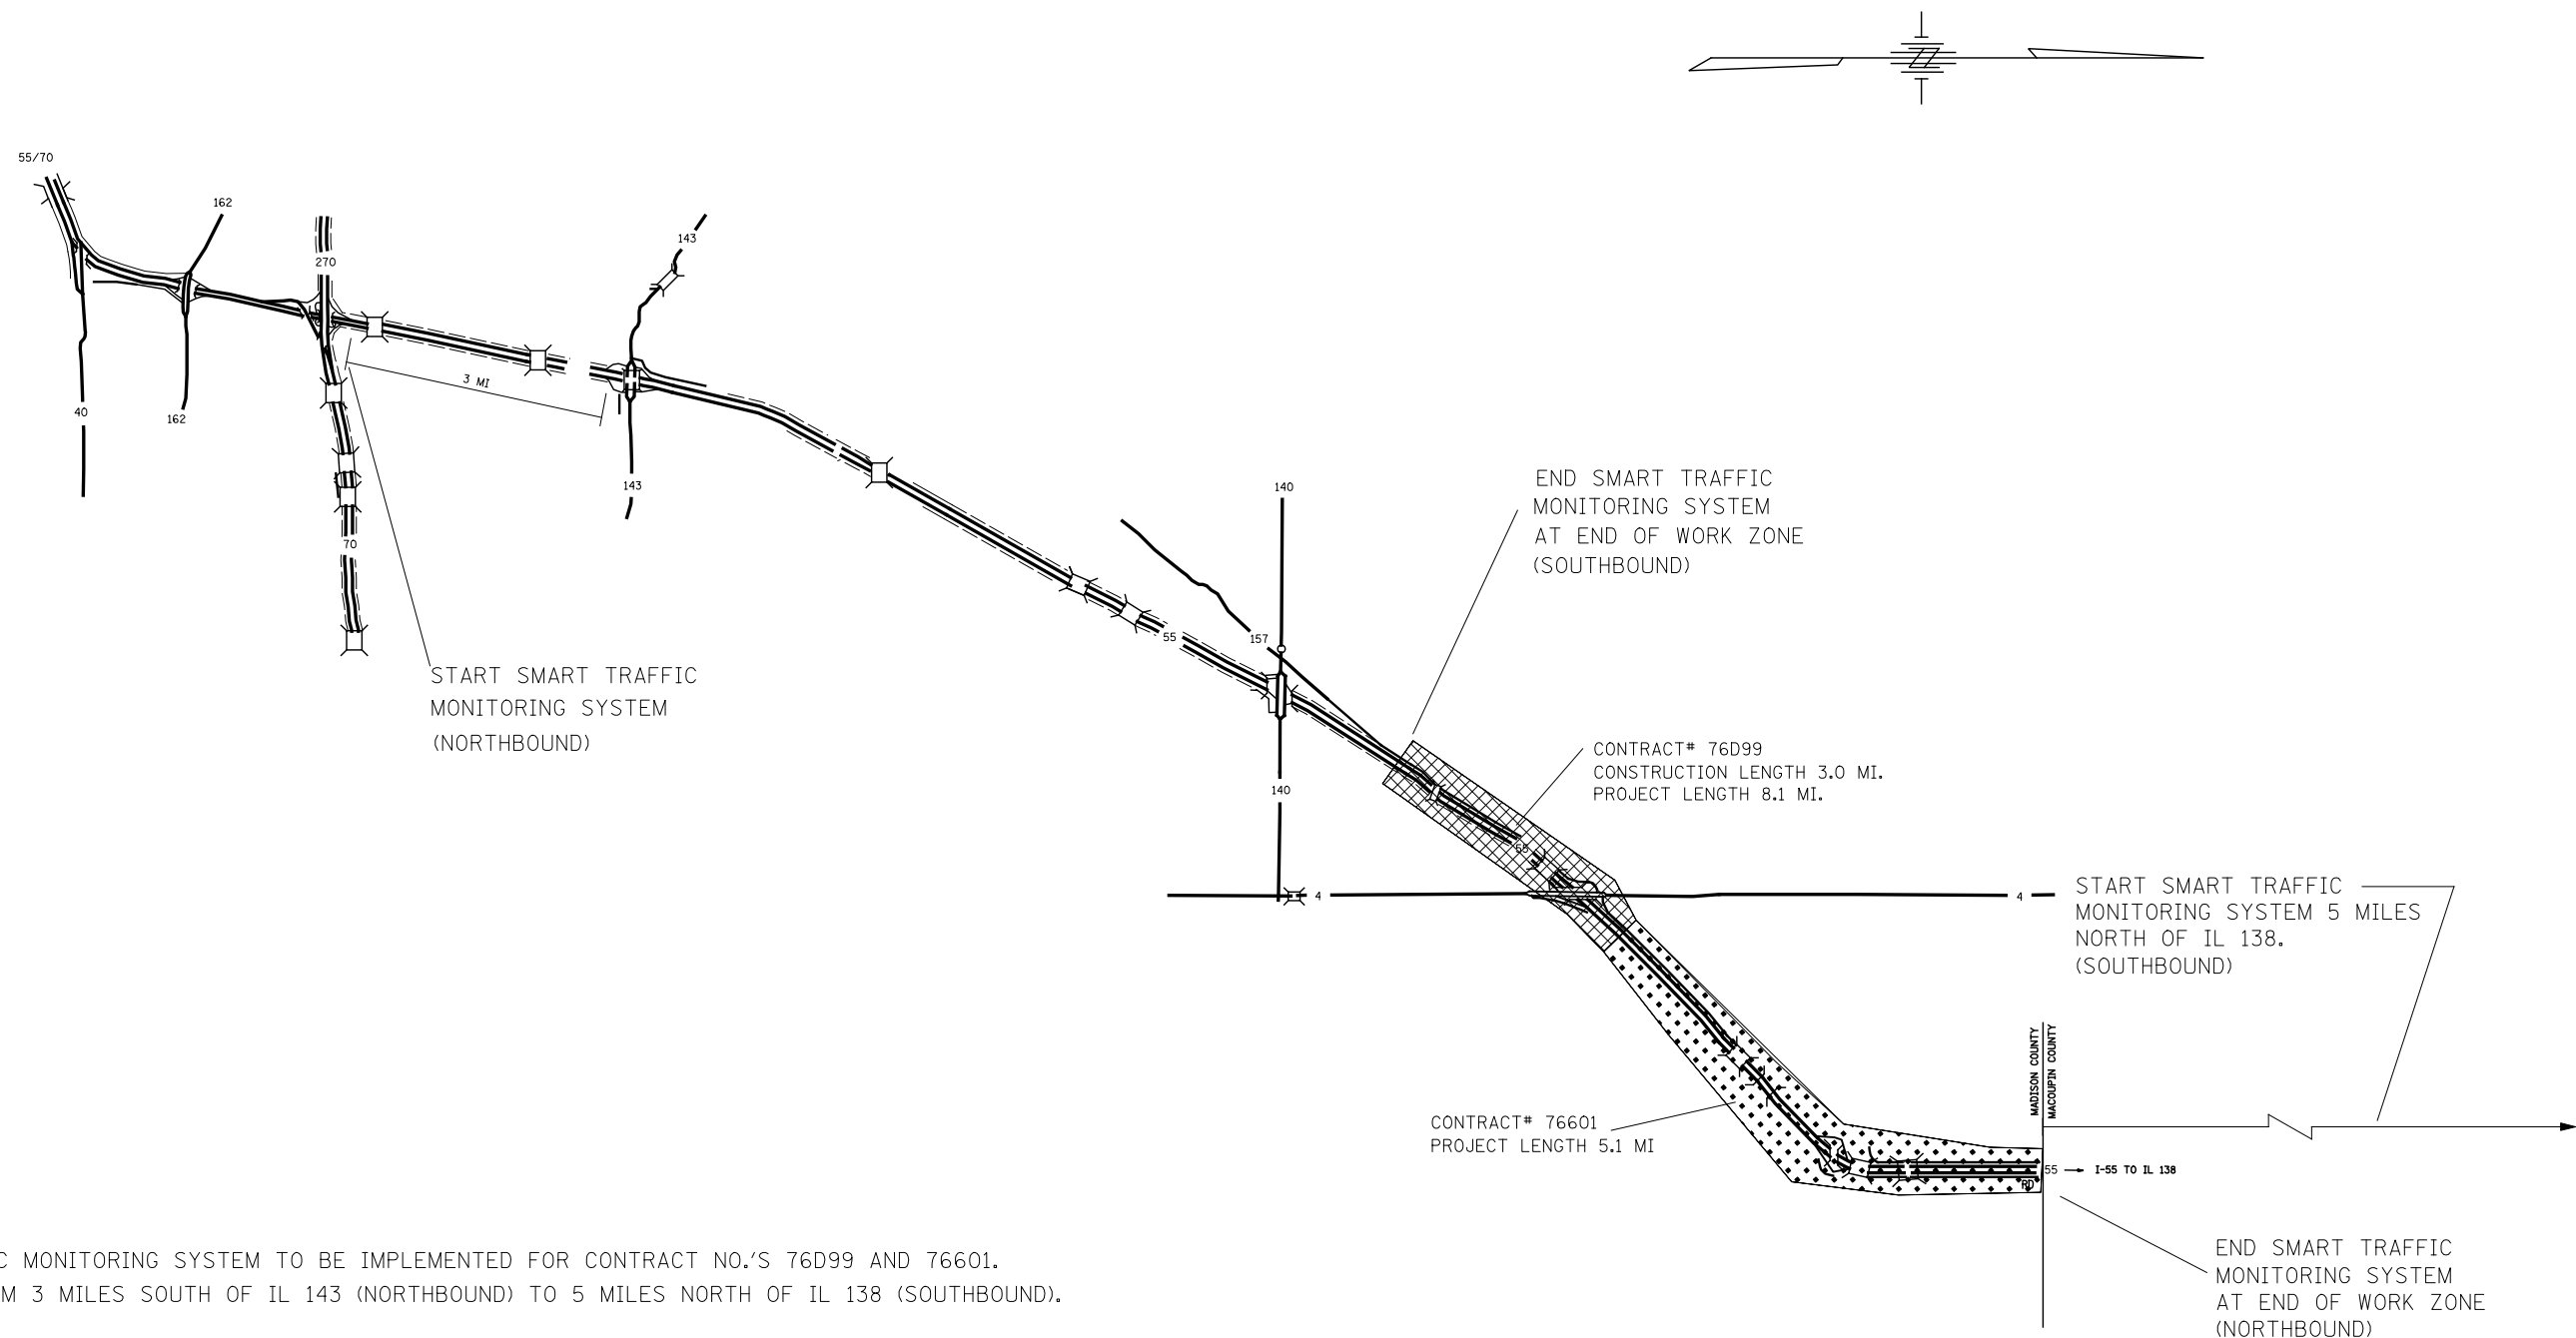 55/70
162
270
143
3 MI
40
162
143
70
START SMART TRAFFIC
MONITORING SYSTEM
(NORTHBOUND)
140
157
55
140
END SMART TRAFFIC
MONITORING SYSTEM
AT END OF WORK ZONE
(SOUTHBOUND)
CONTRACT# 76D99
CONSTRUCTION LENGTH 3.0 MI.
PROJECT LENGTH 8.1 MI.
55
4
4
START SMART TRAFFIC
MONITORING SYSTEM 5 MILES
NORTH OF IL 138.
(SOUTHBOUND)
MADISON COUNTY
MACOUPIN COUNTY
CONTRACT# 76601
PROJECT LENGTH 5.1 MI
55
I-55 TO IL 138
RD
END SMART TRAFFIC
MONITORING SYSTEM
AT END OF WORK ZONE
(NORTHBOUND)
C MONITORING SYSTEM TO BE IMPLEMENTED FOR CONTRACT NO.'S 76D99 AND 76601.
M 3 MILES SOUTH OF IL 143 (NORTHBOUND) TO 5 MILES NORTH OF IL 138 (SOUTHBOUND).